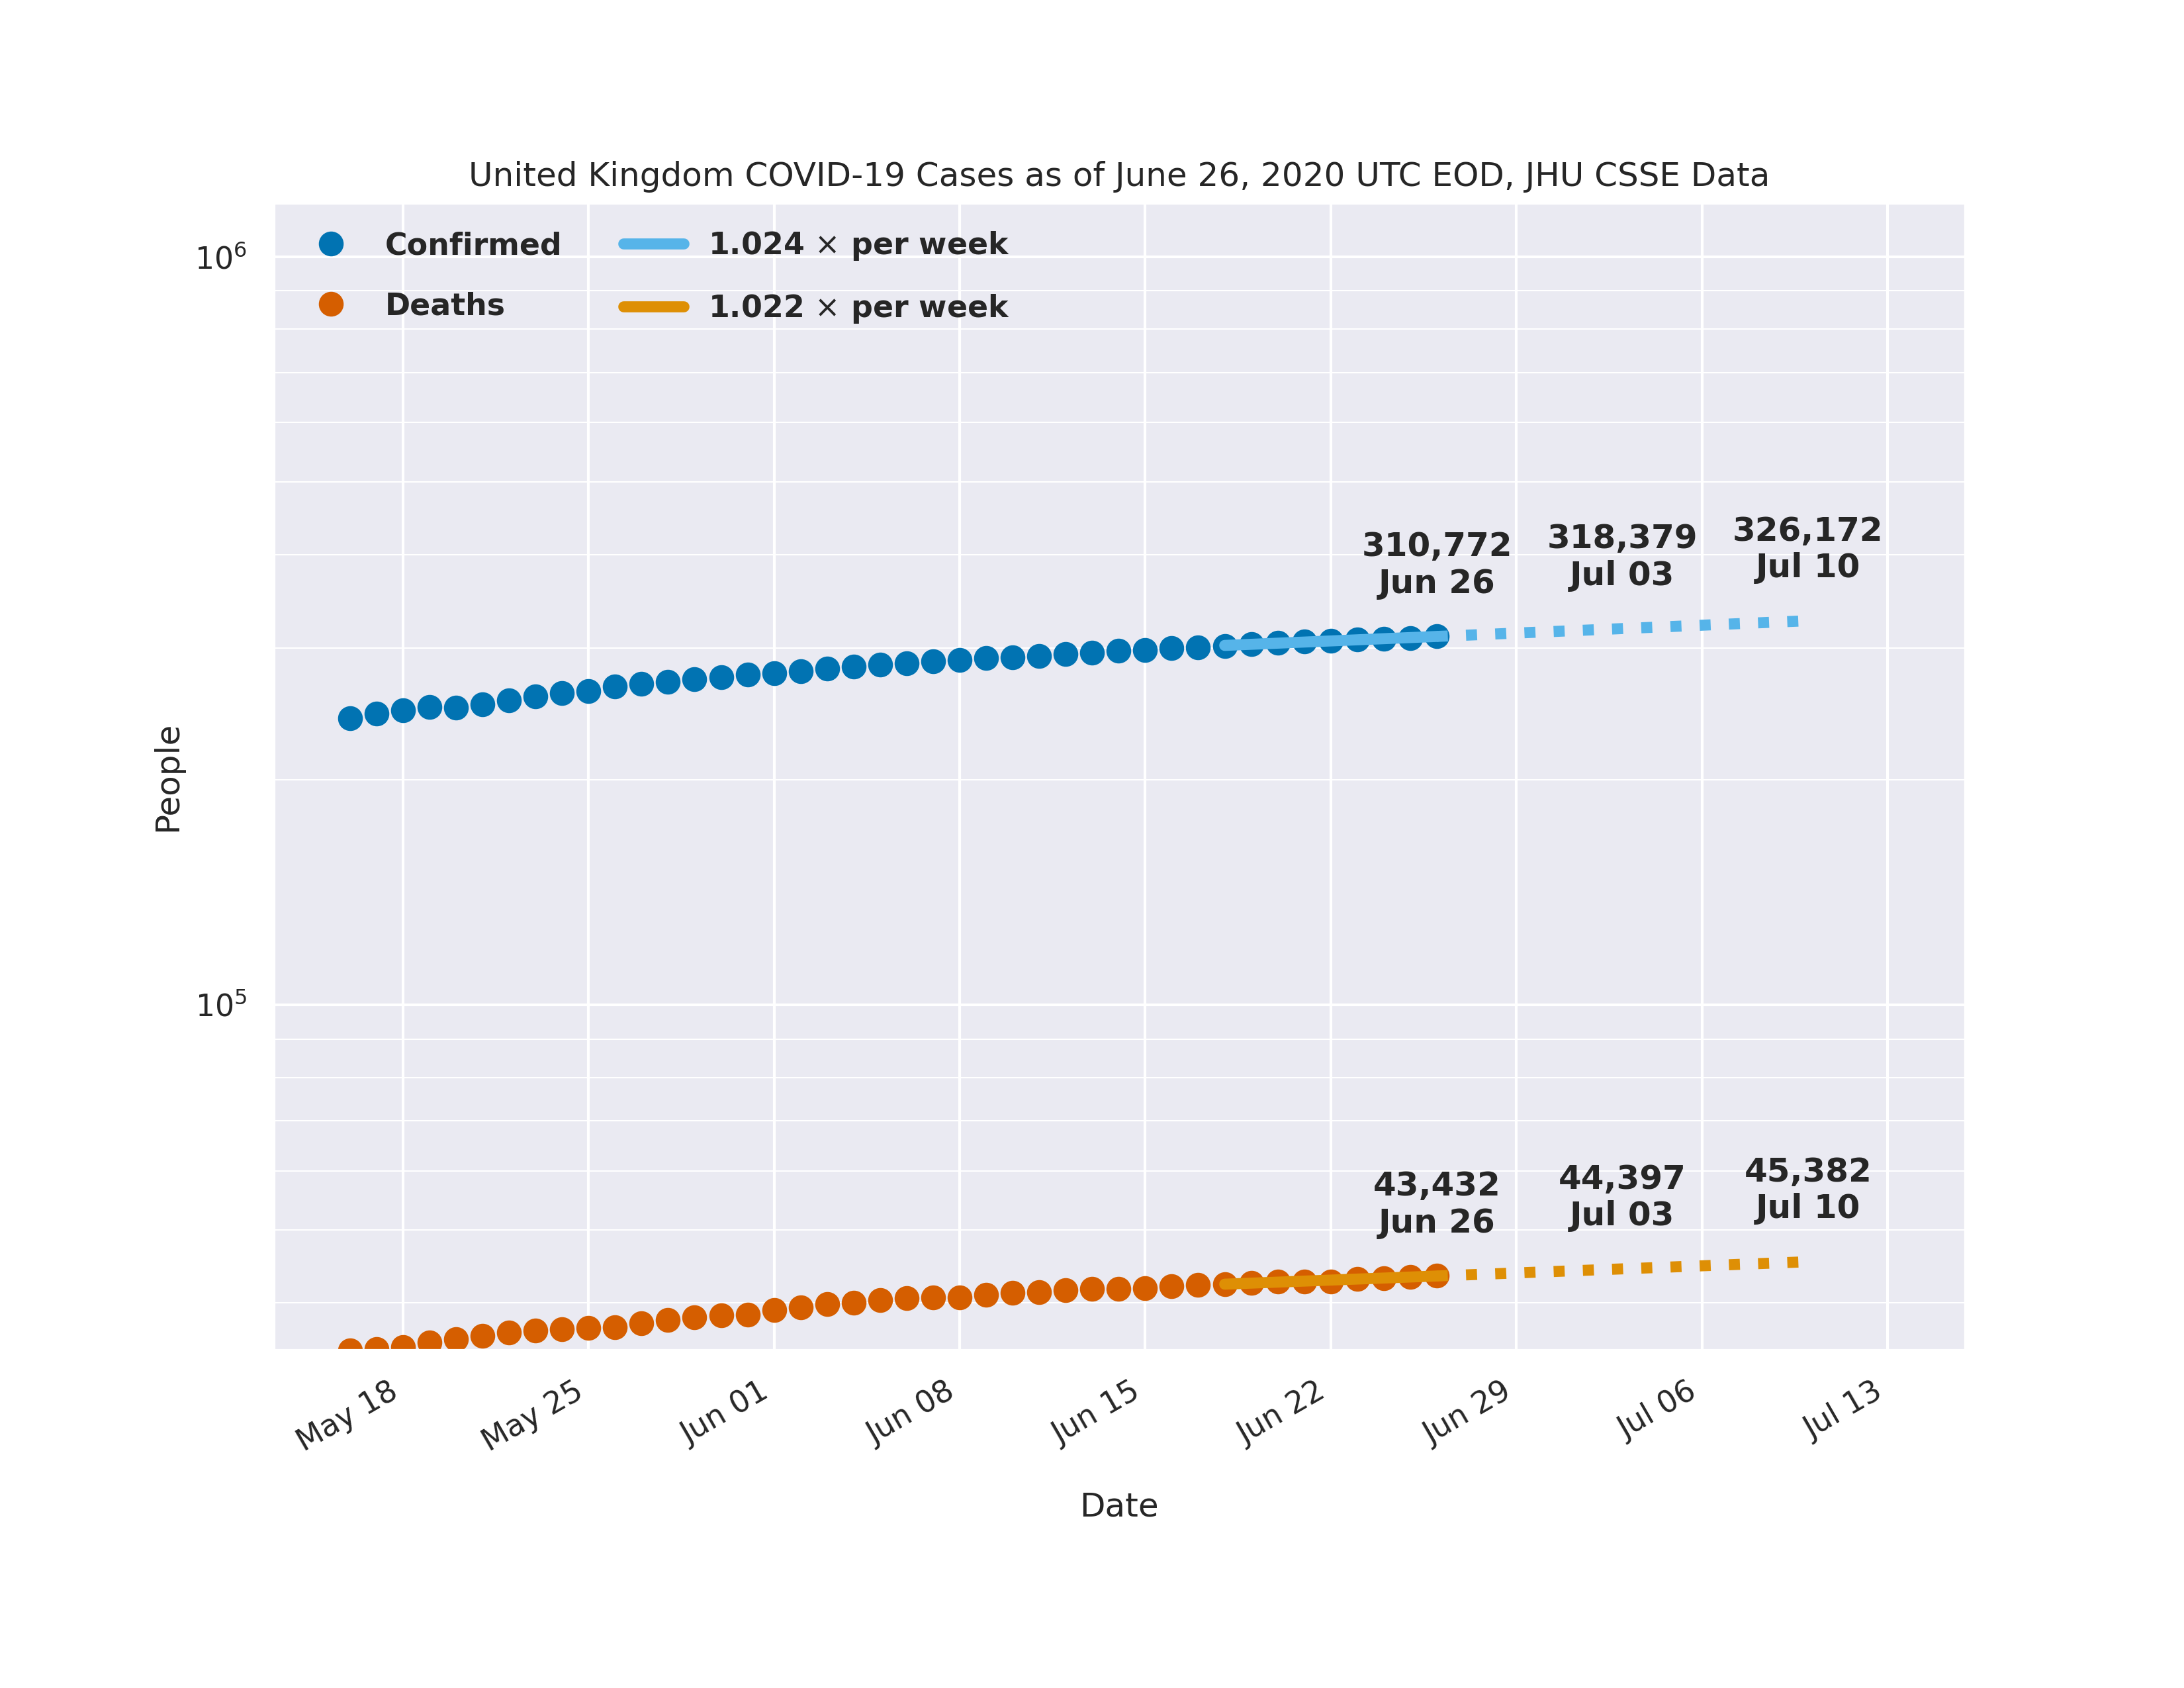 United Kingdom COVID-19 Cases as of June 26, 2020 UTC EOD, JHU CSSE Data
Confirmed
Deaths
1.024 × per week
1.022 × per week
10⁶
10⁵
People
310,772
Jun 26
318,379
Jul 03
326,172
Jul 10
43,432
Jun 26
44,397
Jul 03
45,382
Jul 10
May 18
May 25
Jun 01
Jun 08
Jun 15
Jun 22
Jun 29
Jul 06
Jul 13
Date